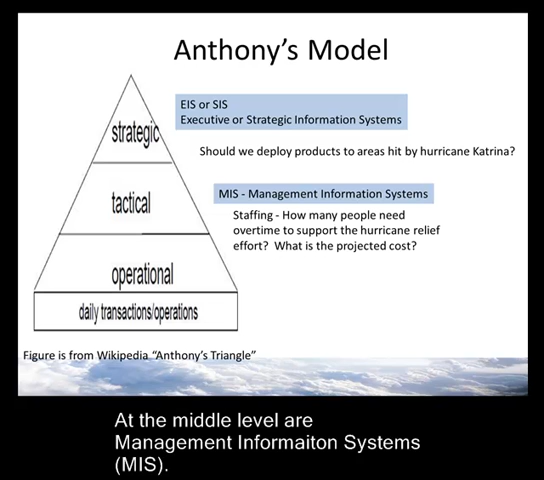 Anthony's Model
EIS or SIS
Executive or Strategic Information Systems
strategic
Should we deploy products to areas hit by hurricane Katrina?
MIS - Management Information Systems
tactical
Staffing - How many people need
overtime to support the hurricane relief
effort? What is the projected cost?
operational
daily transactions/operations
Figure is from Wikipedia "Anthony's Triangle"
At the middle level are
Management Informaiton Systems
(MIS).